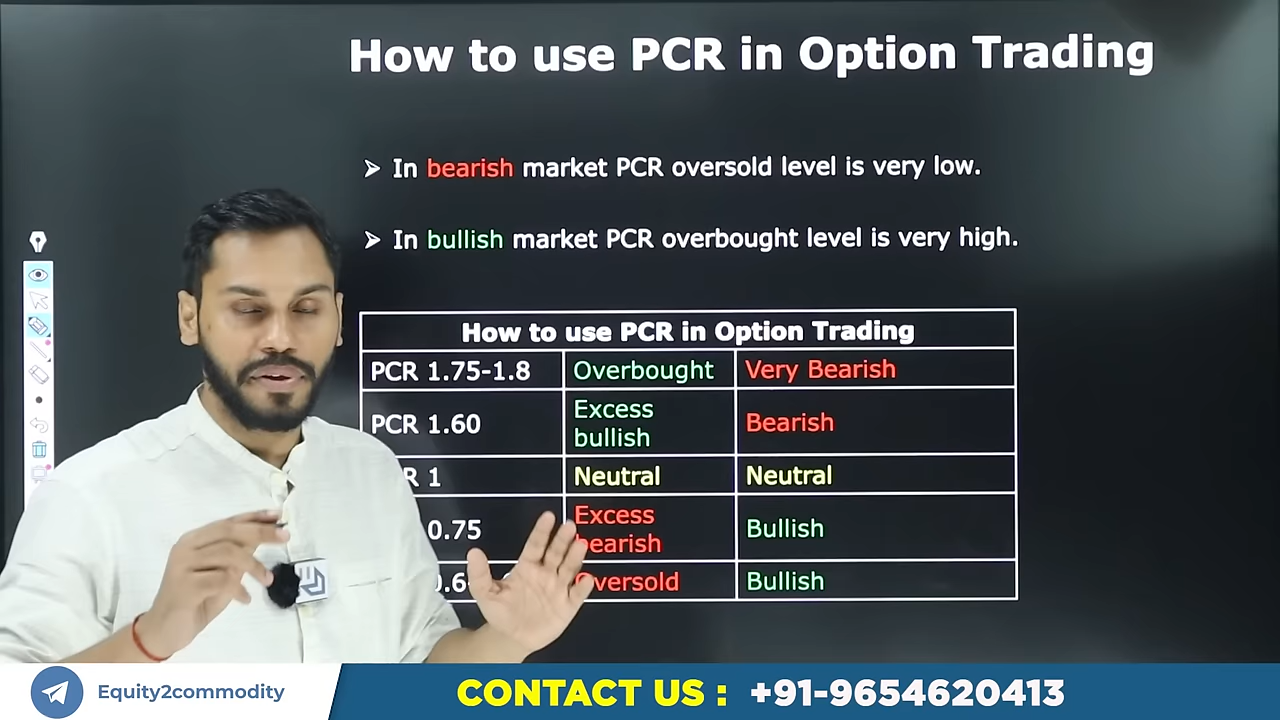 How to use PCR in Option Trading
➢ In bearish market PCR oversold level is very low.
➢ In bullish market PCR overbought level is very high.
How to use PCR in Option Trading
PCR 1.75-1.8 Overbought Very Bearish
PCR 1.60 Excess bullish Bearish
R 1 Neutral Neutral
0.75 Excess bearish Bullish
0.6 Oversold Bullish
Equity2commodity
CONTACT US : +91-9654620413